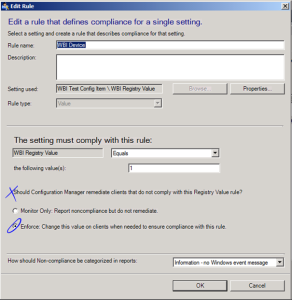 Edit Rule
Edit a rule that defines compliance for a single setting.
Select a setting and create a rule that describes compliance for that setting.
Rule name: WBI Device
Description:
Setting used: WBI Test Config Item \ WBI Registry Value Browse... Properties...
Rule type: Value
The setting must comply with this rule:
WBI Registry Value Equals
the following value(s): 1
Should Configuration Manager remediate clients that do not comply with this Registry Value rule?
Monitor Only: Report noncompliance but do not remediate.
Enforce: Change this value on clients when needed to ensure compliance with this rule.
How should Non-compliance be categorized in reports: Information - no Windows event message
OK Cancel